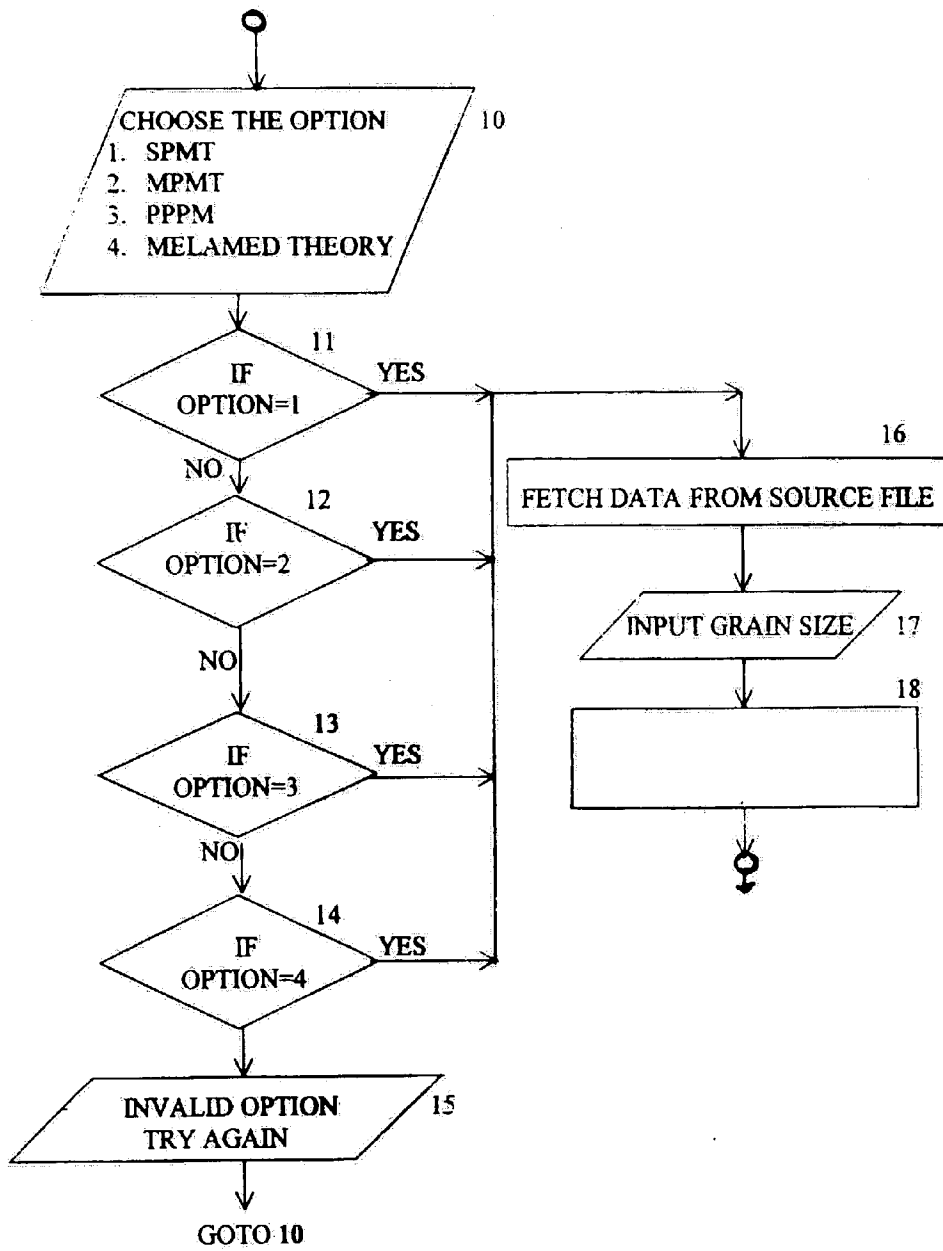 CHOOSE THE OPTION
10
1. SPMT
2. MPMT
3. PPPM
4. MELAMED THEORY
11
IF
OPTION=1
YES
NO
12
IF
OPTION=2
YES
NO
13
IF
OPTION=3
YES
NO
14
IF
OPTION=4
YES
INVALID OPTION
TRY AGAIN
15
GOTO 10
16
FETCH DATA FROM SOURCE FILE
INPUT GRAIN SIZE
17
18